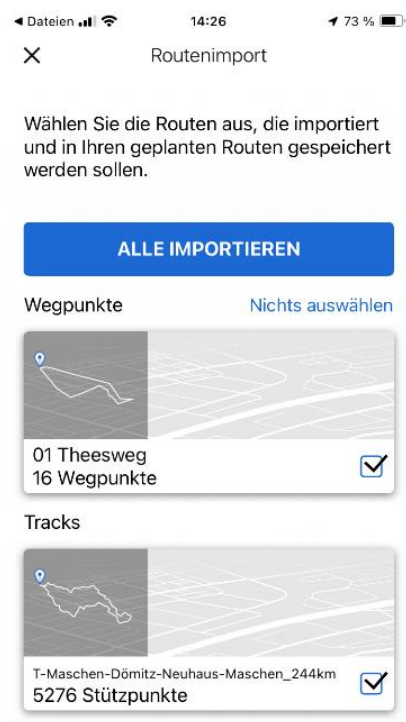 Dateien
14:26
73 %
Routenimport
Wählen Sie die Routen aus, die importiert
und in Ihren geplanten Routen gespeichert
werden sollen.
ALLE IMPORTIEREN
Wegpunkte
Nichts auswählen
01 Theesweg
16 Wegpunkte
Tracks
T-Maschen-Dömitz-Neuhaus-Maschen_244km
5276 Stützpunkte